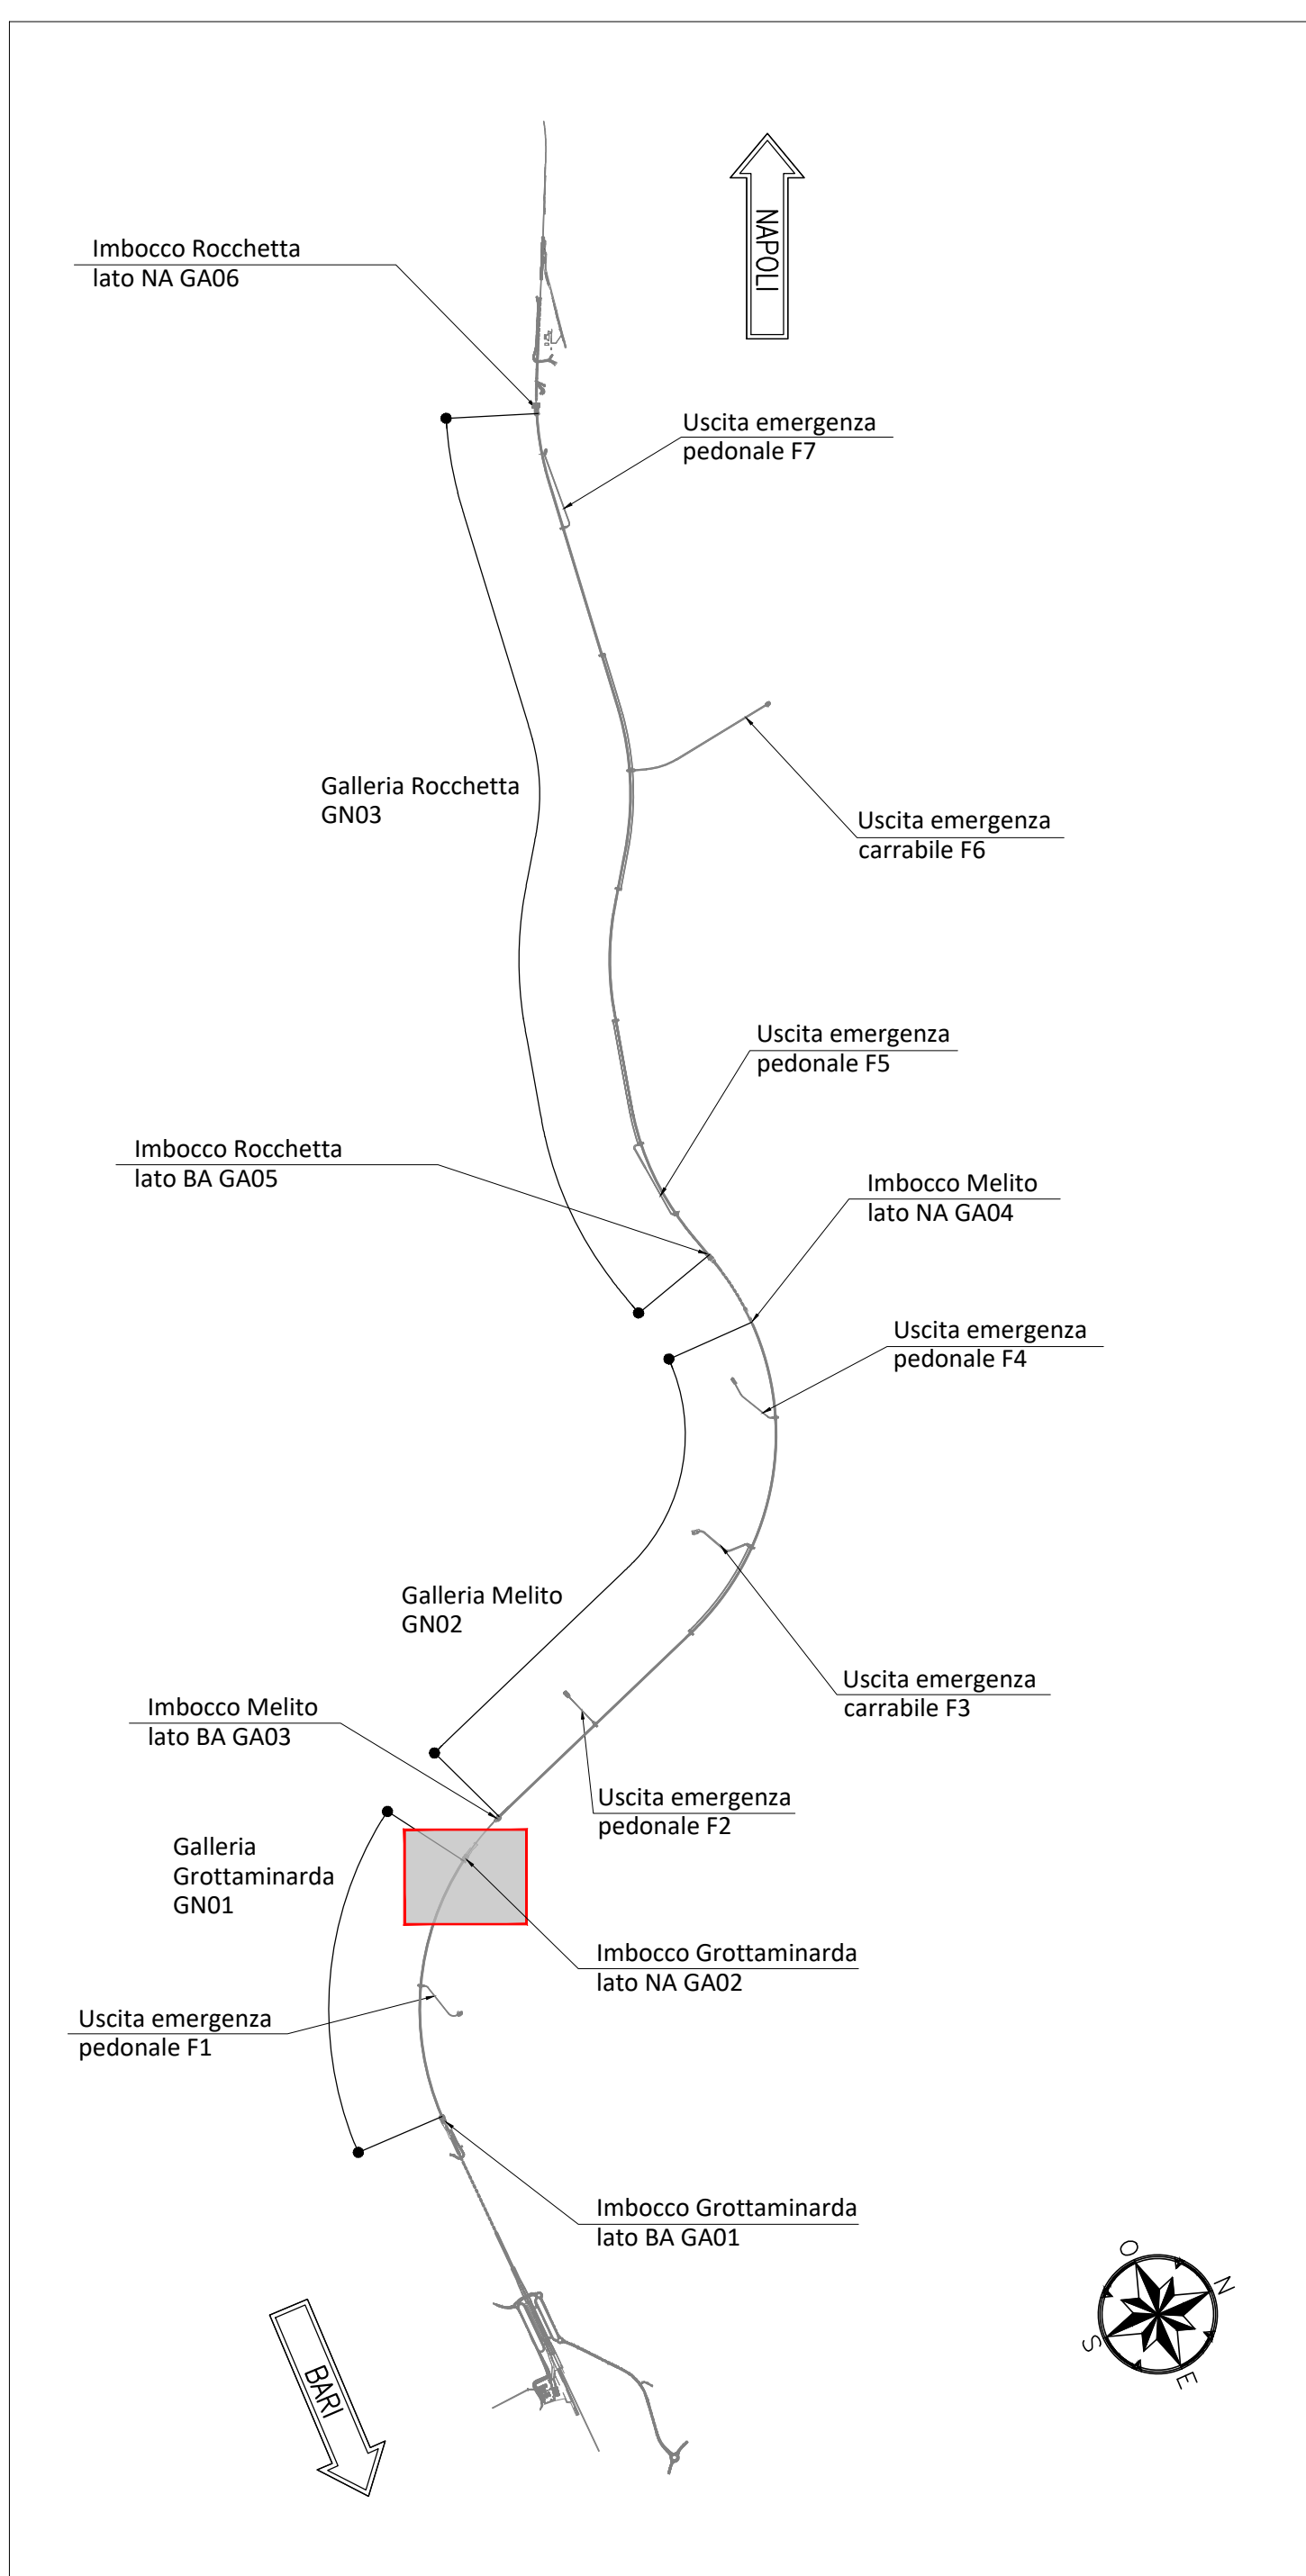 NAPOLI
Imbocco Rocchetta
lato NA GA06
Uscita emergenza
pedonale F7
Galleria Rocchetta
GN03
Uscita emergenza
carrabile F6
Uscita emergenza
pedonale F5
Imbocco Rocchetta
lato BA GA05
Imbocco Melito
lato NA GA04
Uscita emergenza
pedonale F4
Galleria Melito
GN02
Uscita emergenza
carrabile F3
Imbocco Melito
lato BA GA03
Uscita emergenza
pedonale F2
Galleria
Grottaminarda
GN01
Imbocco Grottaminarda
lato NA GA02
Uscita emergenza
pedonale F1
Imbocco Grottaminarda
lato BA GA01
BARI
O
N
S
E